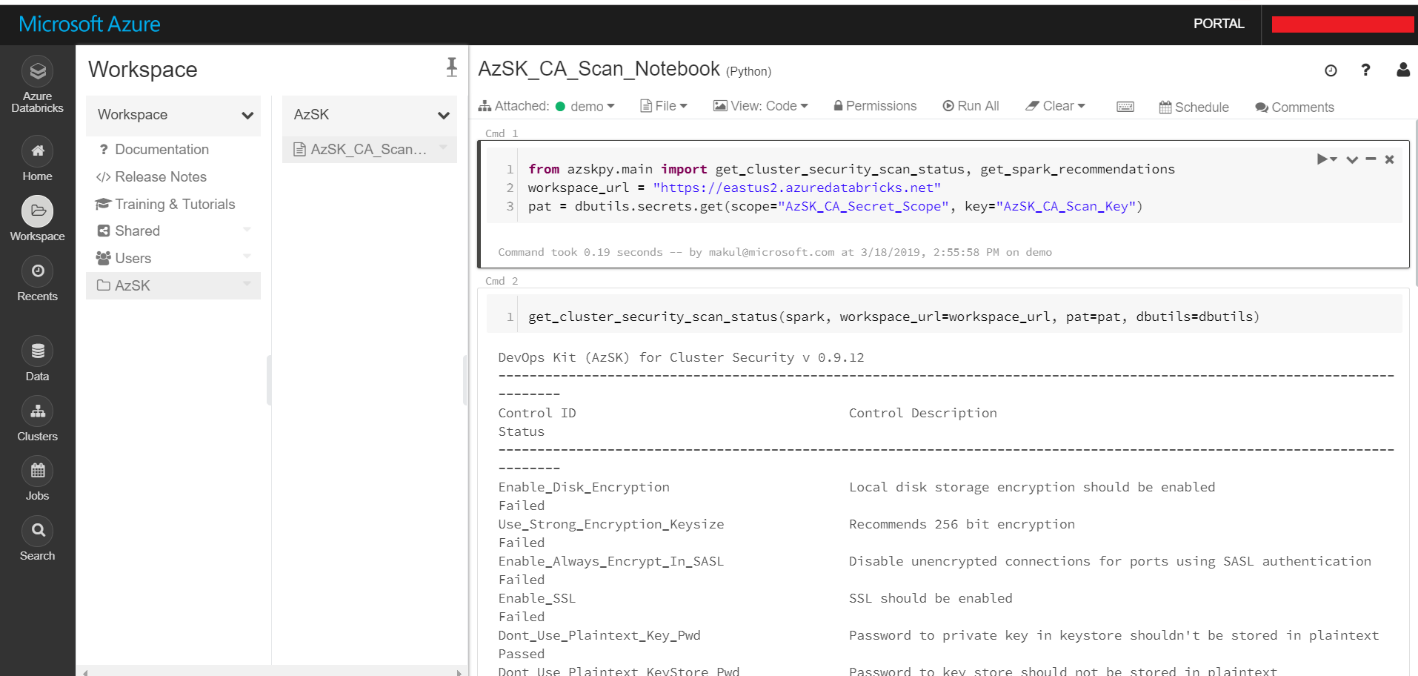 Microsoft Azure
PORTAL
Azure
Databricks
Home
Workspace
Recents
Data
Clusters
Jobs
Search
Workspace
Workspace
? Documentation
</> Release Notes
Training & Tutorials
Shared
Users
AzSK
AzSK
AzSK_CA_Scan...
AzSK_CA_Scan_Notebook (Python)
?
Attached: demo File View: Code Permissions Run All Clear Schedule Comments
Cmd 1
1 from azskpy.main import get_cluster_security_scan_status, get_spark_recommendations
2 workspace_url = "https://eastus2.azuredatabricks.net"
3 pat = dbutils.secrets.get(scope="AzSK_CA_Secret_Scope", key="AzSK_CA_Scan_Key")
Command took 0.19 seconds -- by makul@microsoft.com at 3/18/2019, 2:55:58 PM on demo
Cmd 2
1 get_cluster_security_scan_status(spark, workspace_url=workspace_url, pat=pat, dbutils=dbutils)
DevOps Kit (AzSK) for Cluster Security v 0.9.12
-------------------------------------------------------------------------------------------------------------------
--------
Control ID Control Description
Status
-------------------------------------------------------------------------------------------------------------------
--------
Enable_Disk_Encryption Local disk storage encryption should be enabled
Failed
Use_Strong_Encryption_Keysize Recommends 256 bit encryption
Failed
Enable_Always_Encrypt_In_SASL Disable unencrypted connections for ports using SASL authentication
Failed
Enable_SSL SSL should be enabled
Failed
Dont_Use_Plaintext_Key_Pwd Password to private key in keystore shouldn't be stored in plaintext
Passed
Dont_Use_Plaintext_KeyStore_Pwd Password to key store should not be stored in plaintext